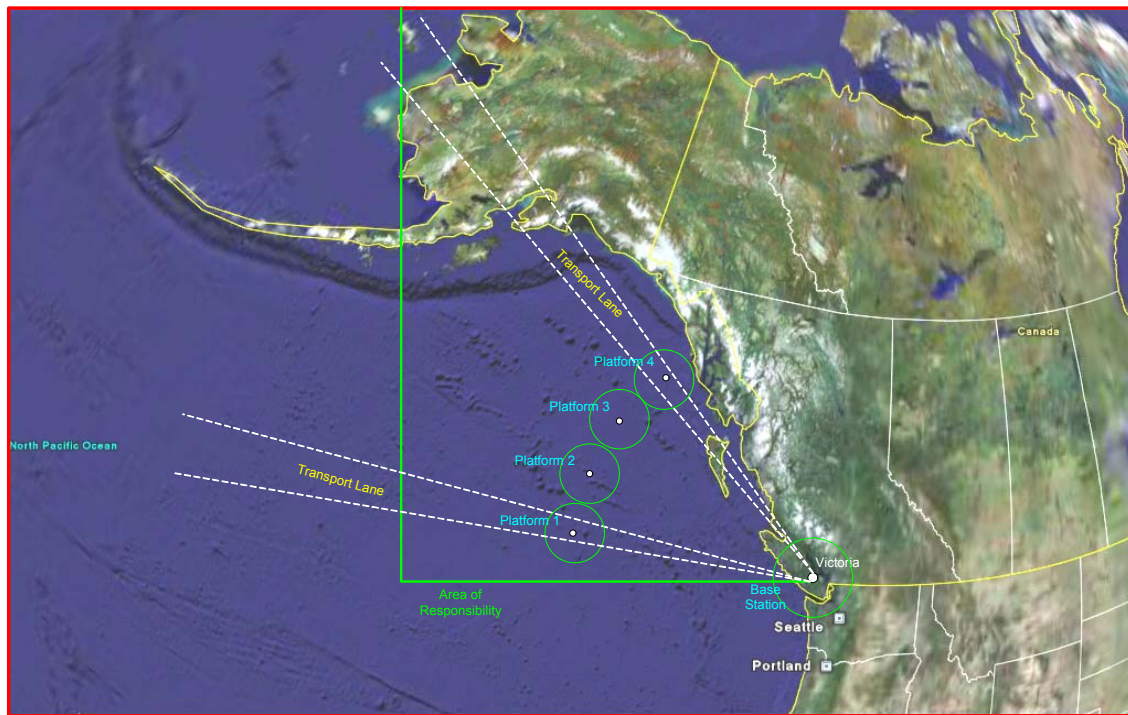 Transport Lane
Canada
Platform 4
Platform 3
North Pacific Ocean
Platform 2
Transport Lane
Platform 1
Victoria
Area of
Responsibility
Base
Station
Seattle
Portland